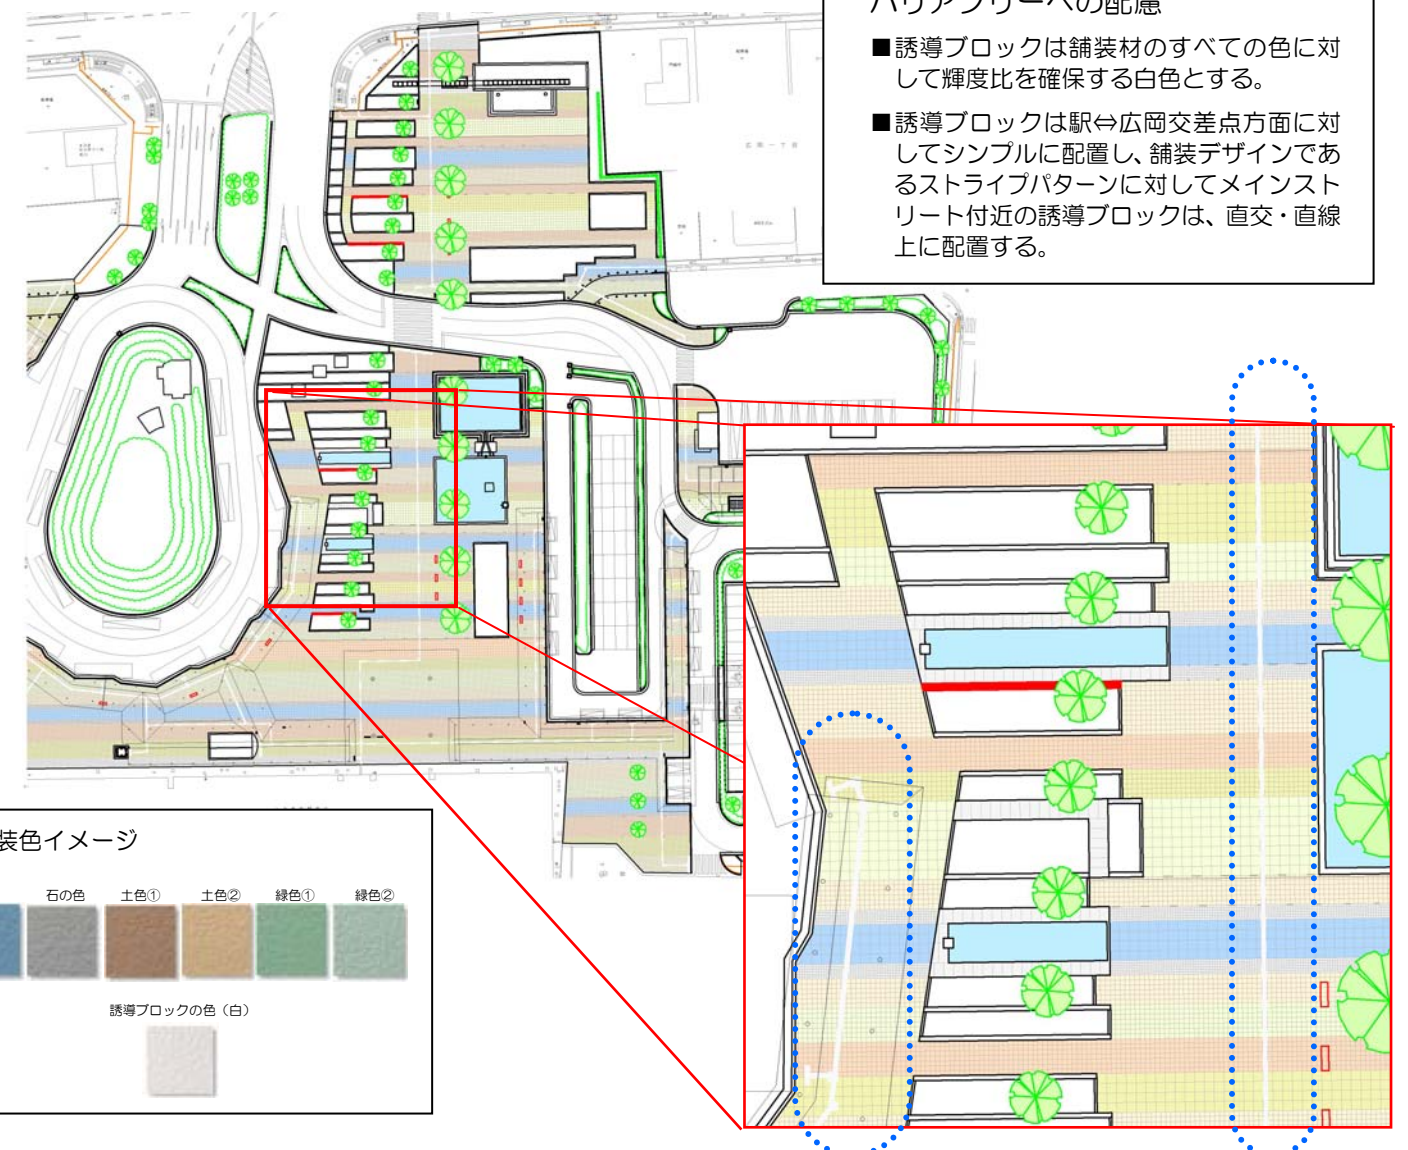 バリアフリーへの配慮
■誘導ブロックは舗装材のすべての色に対
して輝度比を確保する白色とする。
■誘導ブロックは駅⇔広岡交差点方面に対
してシンプルに配置し、舗装デザインであ
るストライプパターンに対してメインスト
リート付近の誘導ブロックは、直交・直線
上に配置する。
広岡一丁目
装色イメージ
石の色 土色① 土色② 緑色① 緑色②
誘導ブロックの色（白）